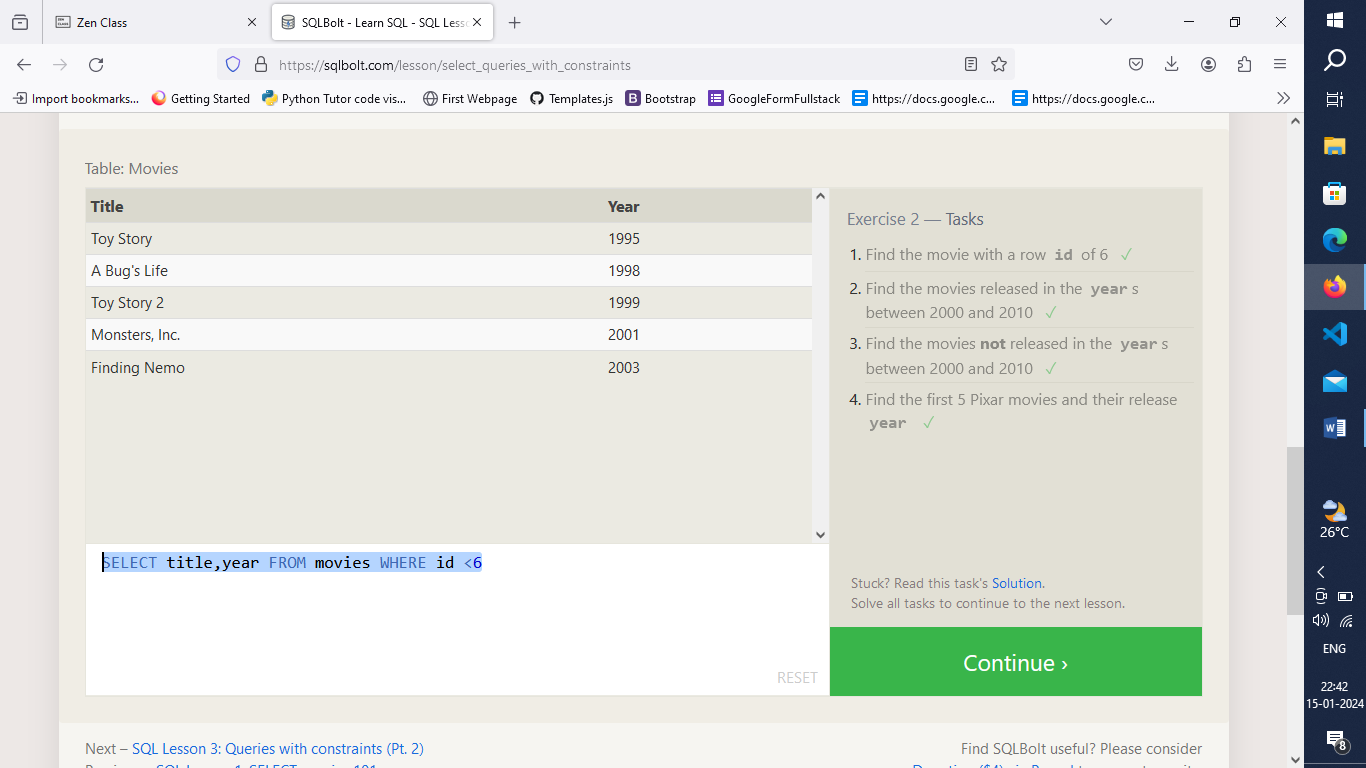 Zen Class
SQLBolt - Learn SQL - SQL Less
https://sqlbolt.com/lesson/select_queries_with_constraints
Import bookmarks...
Getting Started
Python Tutor code vis...
First Webpage
Templates.js
Bootstrap
GoogleFormFullstack
https://docs.google.c...
https://docs.google.c...
Table: Movies
Title Year
Toy Story 1995
A Bug's Life 1998
Toy Story 2 1999
Monsters, Inc. 2001
Finding Nemo 2003
SELECT title,year FROM movies WHERE id <6
RESET
Exercise 2 — Tasks
1. Find the movie with a row id of 6 ✓
2. Find the movies released in the year s
between 2000 and 2010 ✓
3. Find the movies not released in the year s
between 2000 and 2010 ✓
4. Find the first 5 Pixar movies and their release
year ✓
Stuck? Read this task's Solution.
Solve all tasks to continue to the next lesson.
Continue ›
Next – SQL Lesson 3: Queries with constraints (Pt. 2)
Find SQLBolt useful? Please consider
26°C
ENG
22:42
15-01-2024
8